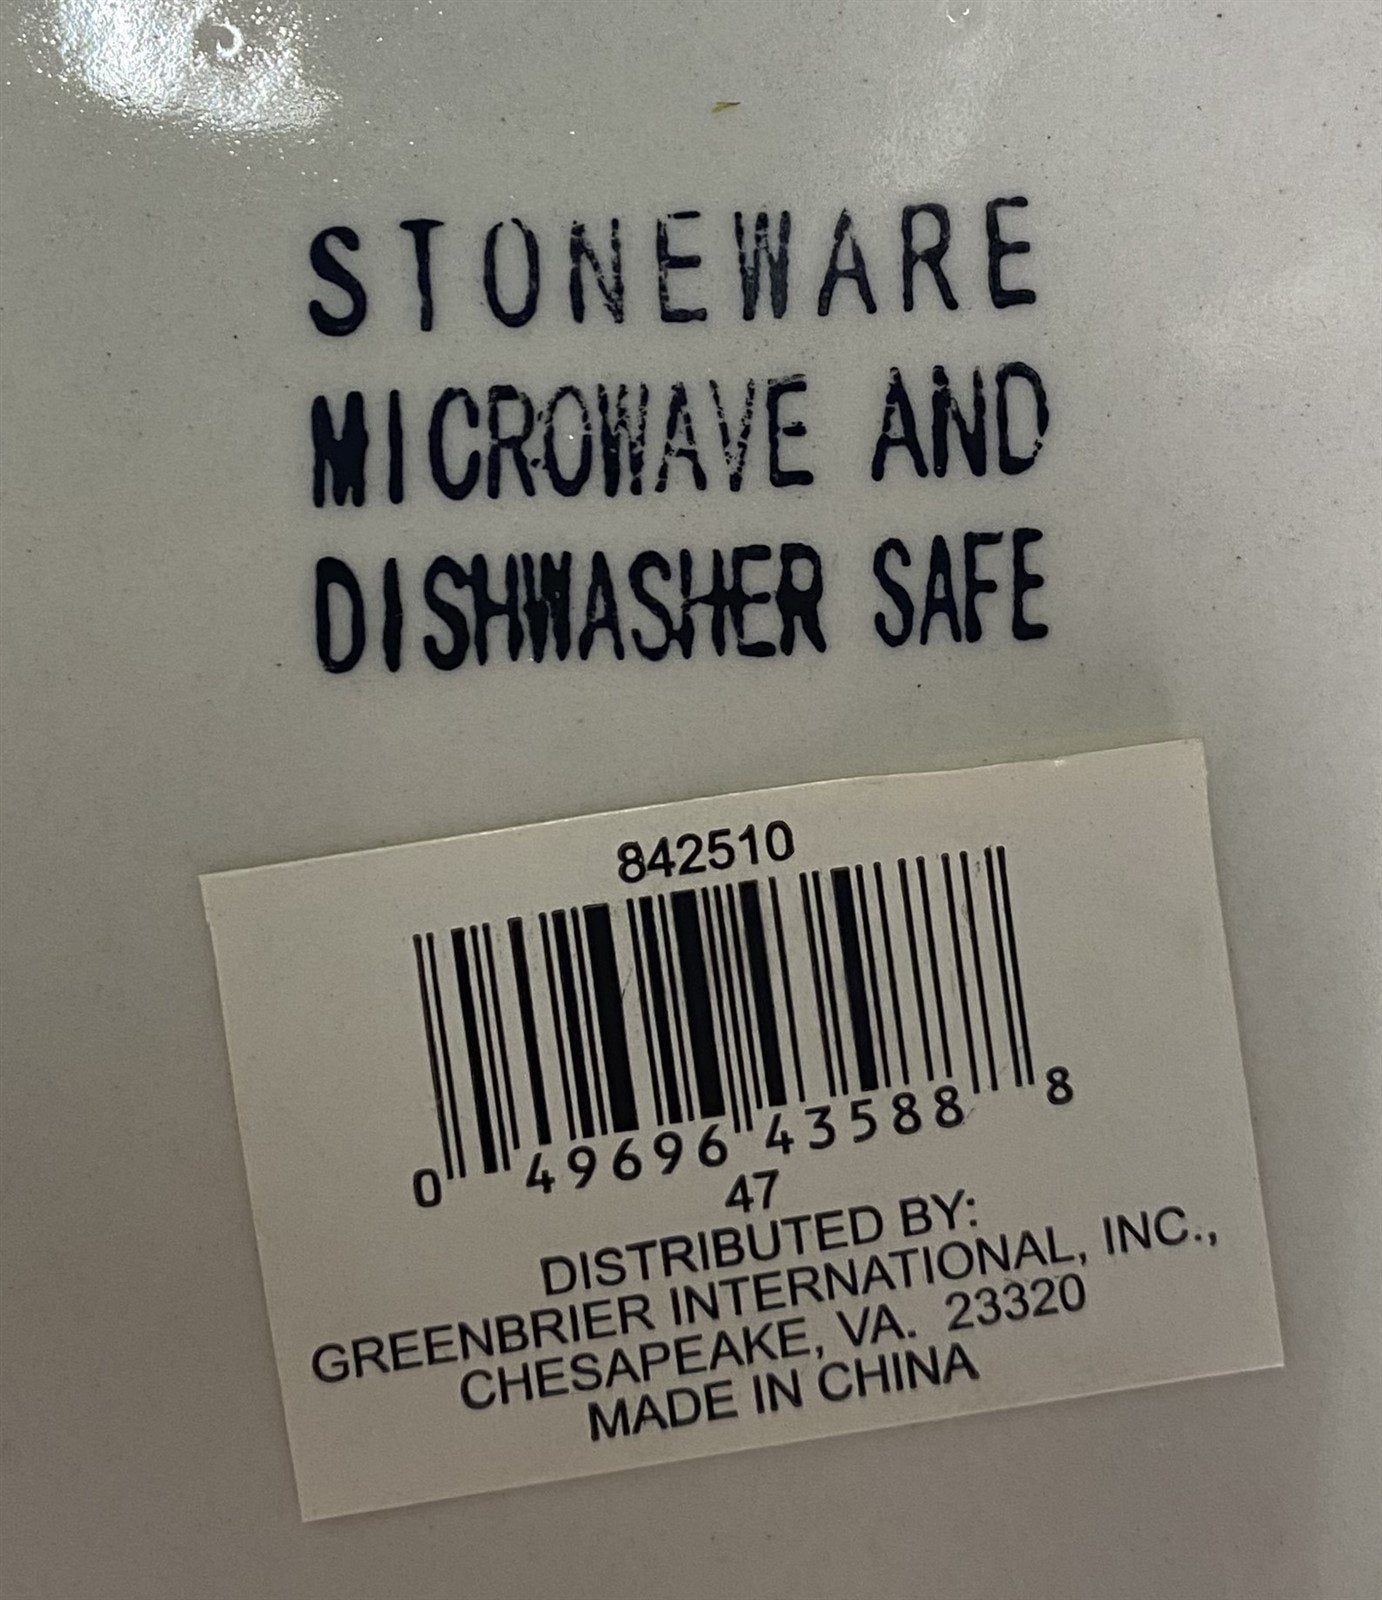 STONEWARE
MICROWAVE AND
DISHWASHER SAFE
842510
0 49696 43588 8
47
DISTRIBUTED BY:
GREENBRIER INTERNATIONAL, INC.,
CHESAPEAKE, VA. 23320
MADE IN CHINA